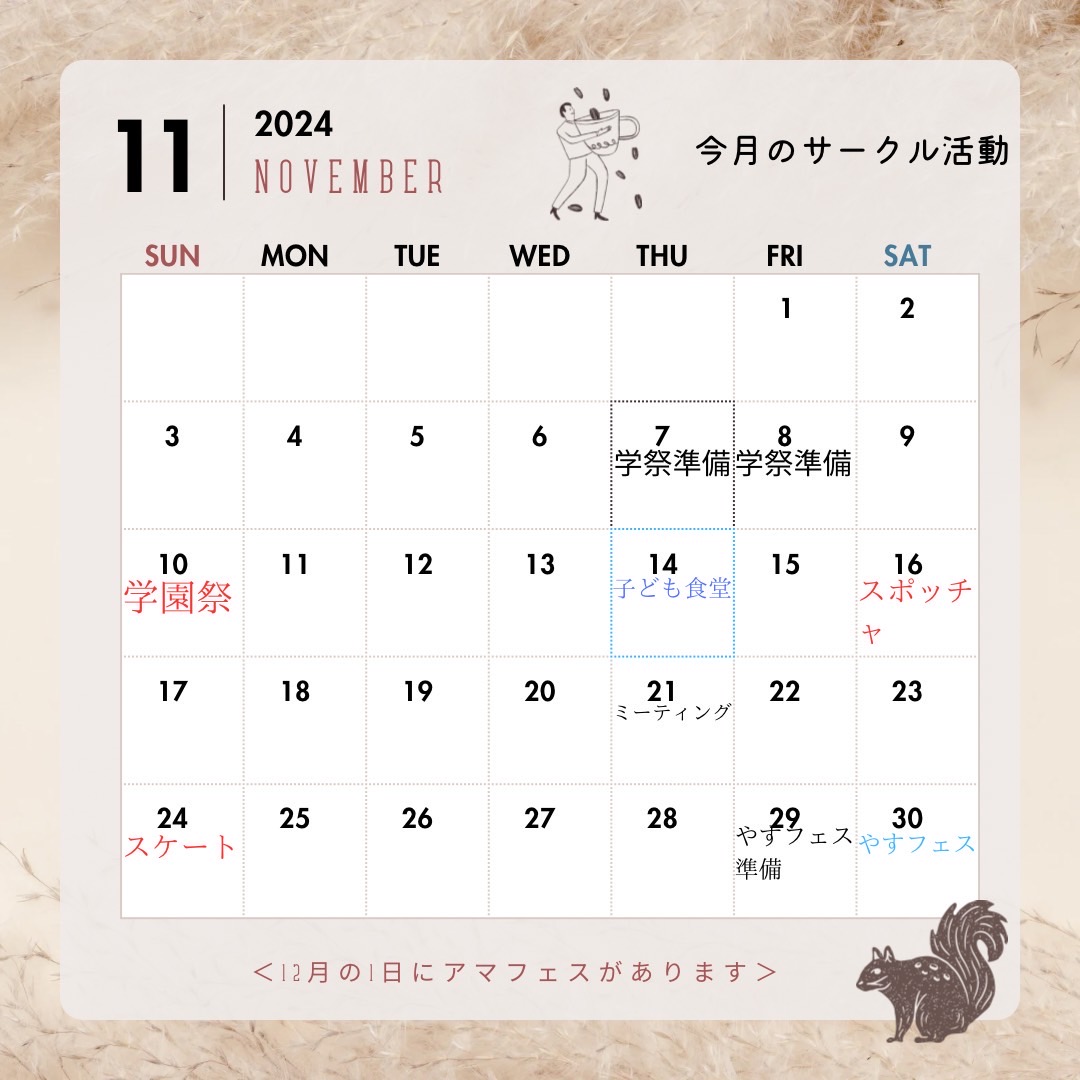 11
2024
NOVEMBER
今月のサークル活動
SUN MON TUE WED THU FRI SAT
1 2
3 4 5 6 7 8 9
学祭準備 学祭準備
10 11 12 13 14 15 16
学園祭 子ども食堂 スポッチ
ャ
17 18 19 20 21 22 23
ミーティング
24 25 26 27 28 29 30
スケート やすフェス やすフェス
準備
＜12月の1日にアマフェスがあります＞